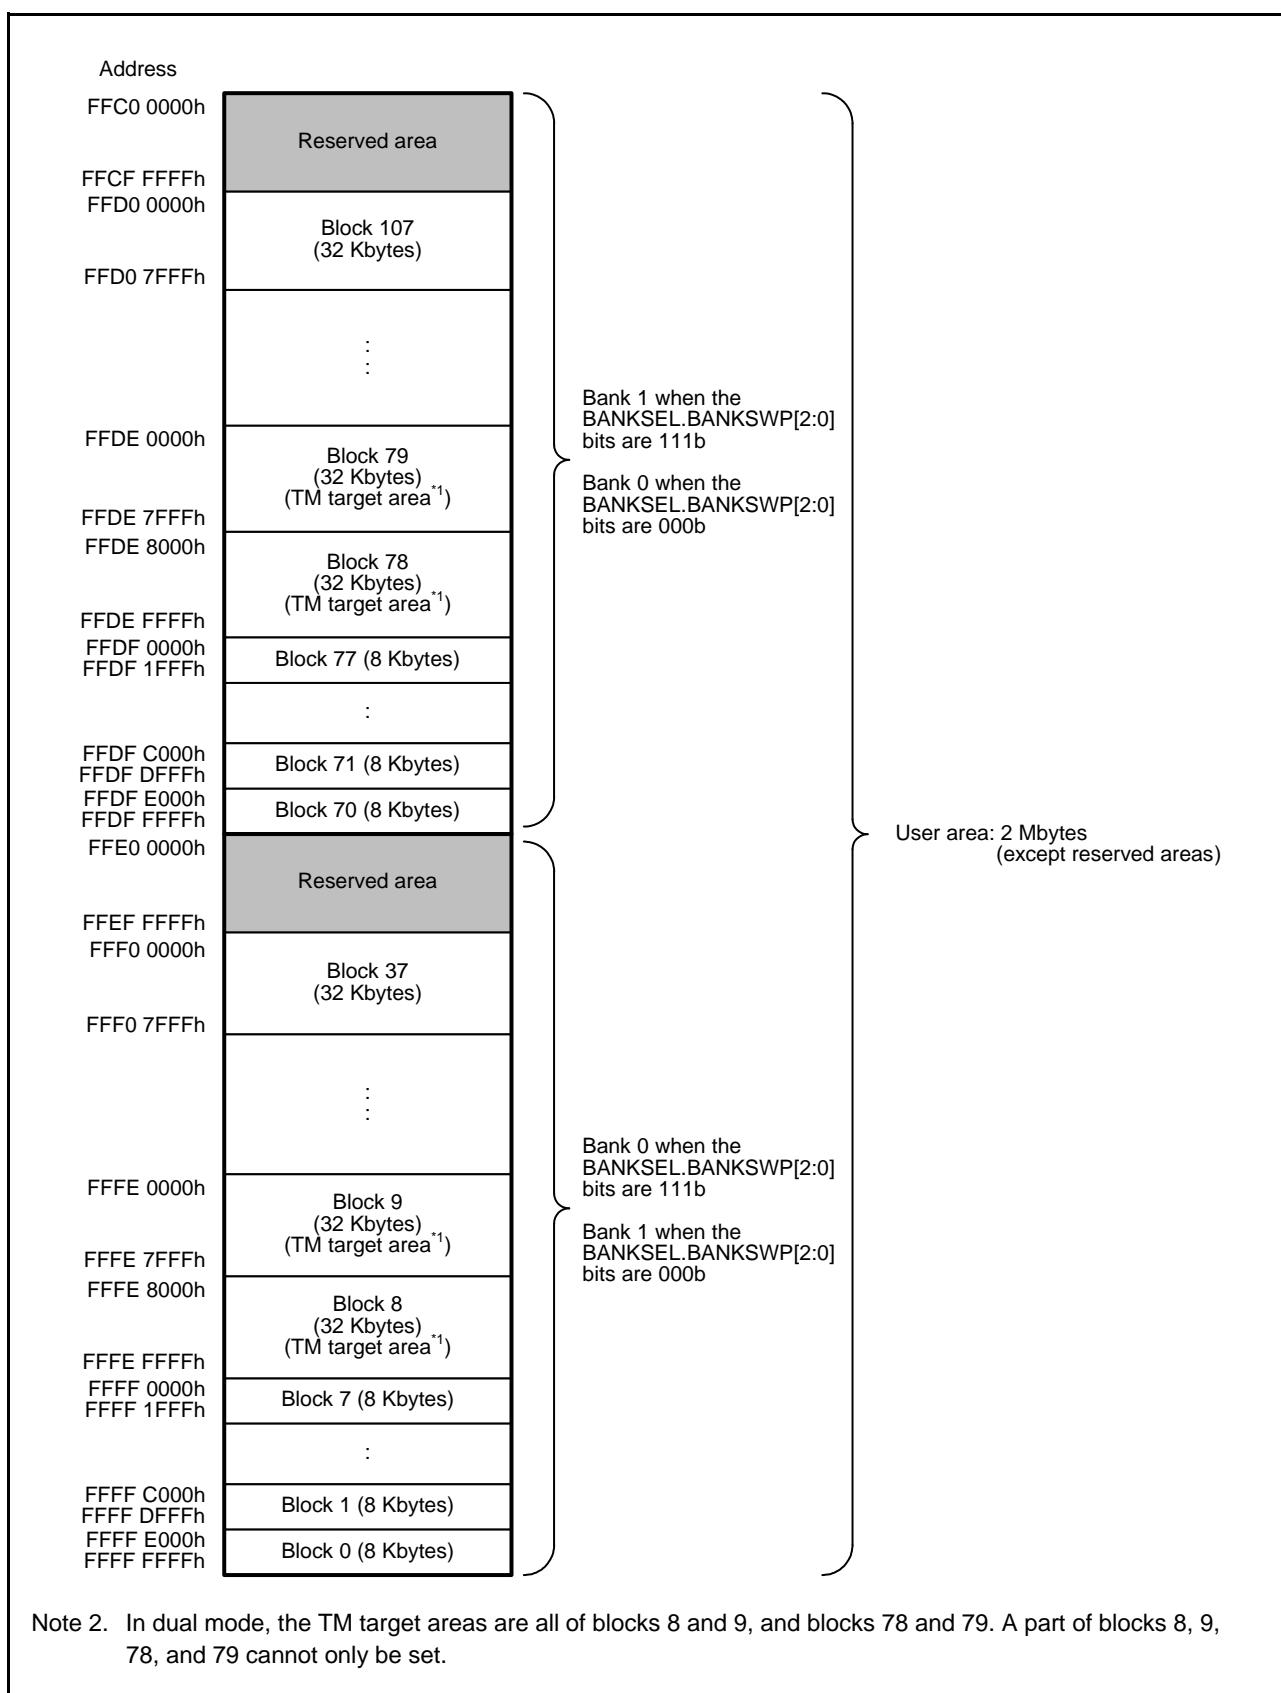 Address
FFC0 0000h
Reserved area
FFCF FFFFh
FFD0 0000h
Block 107
(32 Kbytes)
FFD0 7FFFh
:
:
Bank 1 when the
BANKSEL.BANKSWP[2:0]
bits are 111b
Bank 0 when the
BANKSEL.BANKSWP[2:0]
bits are 000b
FFDE 0000h
Block 79
(32 Kbytes)
(TM target area*1)
FFDE 7FFFh
FFDE 8000h
Block 78
(32 Kbytes)
(TM target area*1)
FFDE FFFFh
FFDF 0000h
Block 77 (8 Kbytes)
FFDF 1FFFh
:
FFDF C000h
Block 71 (8 Kbytes)
FFDF DFFFh
FFDF E000h
Block 70 (8 Kbytes)
FFDF FFFFh
User area: 2 Mbytes
(except reserved areas)
FFE0 0000h
Reserved area
FFEF FFFFh
FFF0 0000h
Block 37
(32 Kbytes)
FFF0 7FFFh
:
:
Bank 0 when the
BANKSEL.BANKSWP[2:0]
bits are 111b
Bank 1 when the
BANKSEL.BANKSWP[2:0]
bits are 000b
FFFE 0000h
Block 9
(32 Kbytes)
(TM target area*1)
FFFE 7FFFh
FFFE 8000h
Block 8
(32 Kbytes)
(TM target area*1)
FFFE FFFFh
FFFF 0000h
Block 7 (8 Kbytes)
FFFF 1FFFh
:
FFFF C000h
Block 1 (8 Kbytes)
FFFF DFFFh
FFFF E000h
Block 0 (8 Kbytes)
FFFF FFFFh
Note 2. In dual mode, the TM target areas are all of blocks 8 and 9, and blocks 78 and 79. A part of blocks 8, 9,
78, and 79 cannot only be set.